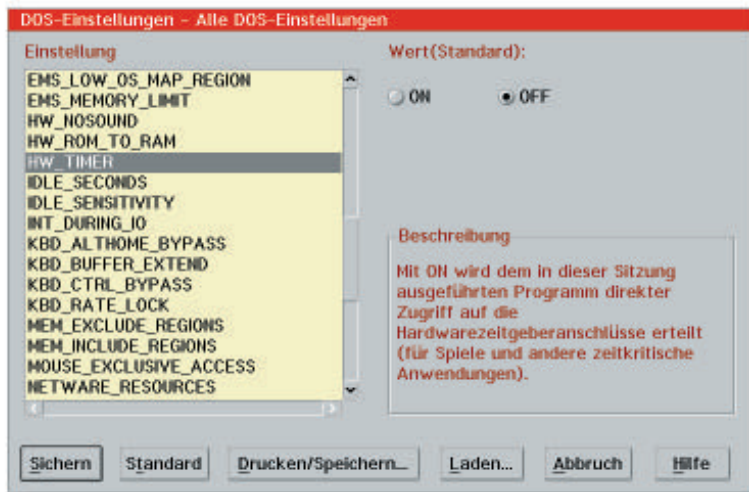 DOS-Einstellungen - Alle DOS-Einstellungen
Einstellung
EMS_LOW_OS_MAP_REGION
EMS_MEMORY_LIMIT
HW_NOSOUND
HW_ROM_TO_RAM
HW_TIMER
IDLE_SECONDS
IDLE_SENSITIVITY
INT_DURING_IO
KBD_ALTHOME_BYPASS
KBD_BUFFER_EXTEND
KBD_CTRL_BYPASS
KBD_RATE_LOCK
MEM_EXCLUDE_REGIONS
MEM_INCLUDE_REGIONS
MOUSE_EXCLUSIVE_ACCESS
NETWARE_RESOURCES
Wert(Standard):
ON OFF
Beschreibung
Mit ON wird dem in dieser Sitzung
ausgeführten Programm direkter
Zugriff auf die
Hardwarezeitgeberanschlüsse erteilt
(für Spiele und andere zeitkritische
Anwendungen).
Sichern Standard Drucken/Speichern... Laden... Abbruch Hilfe